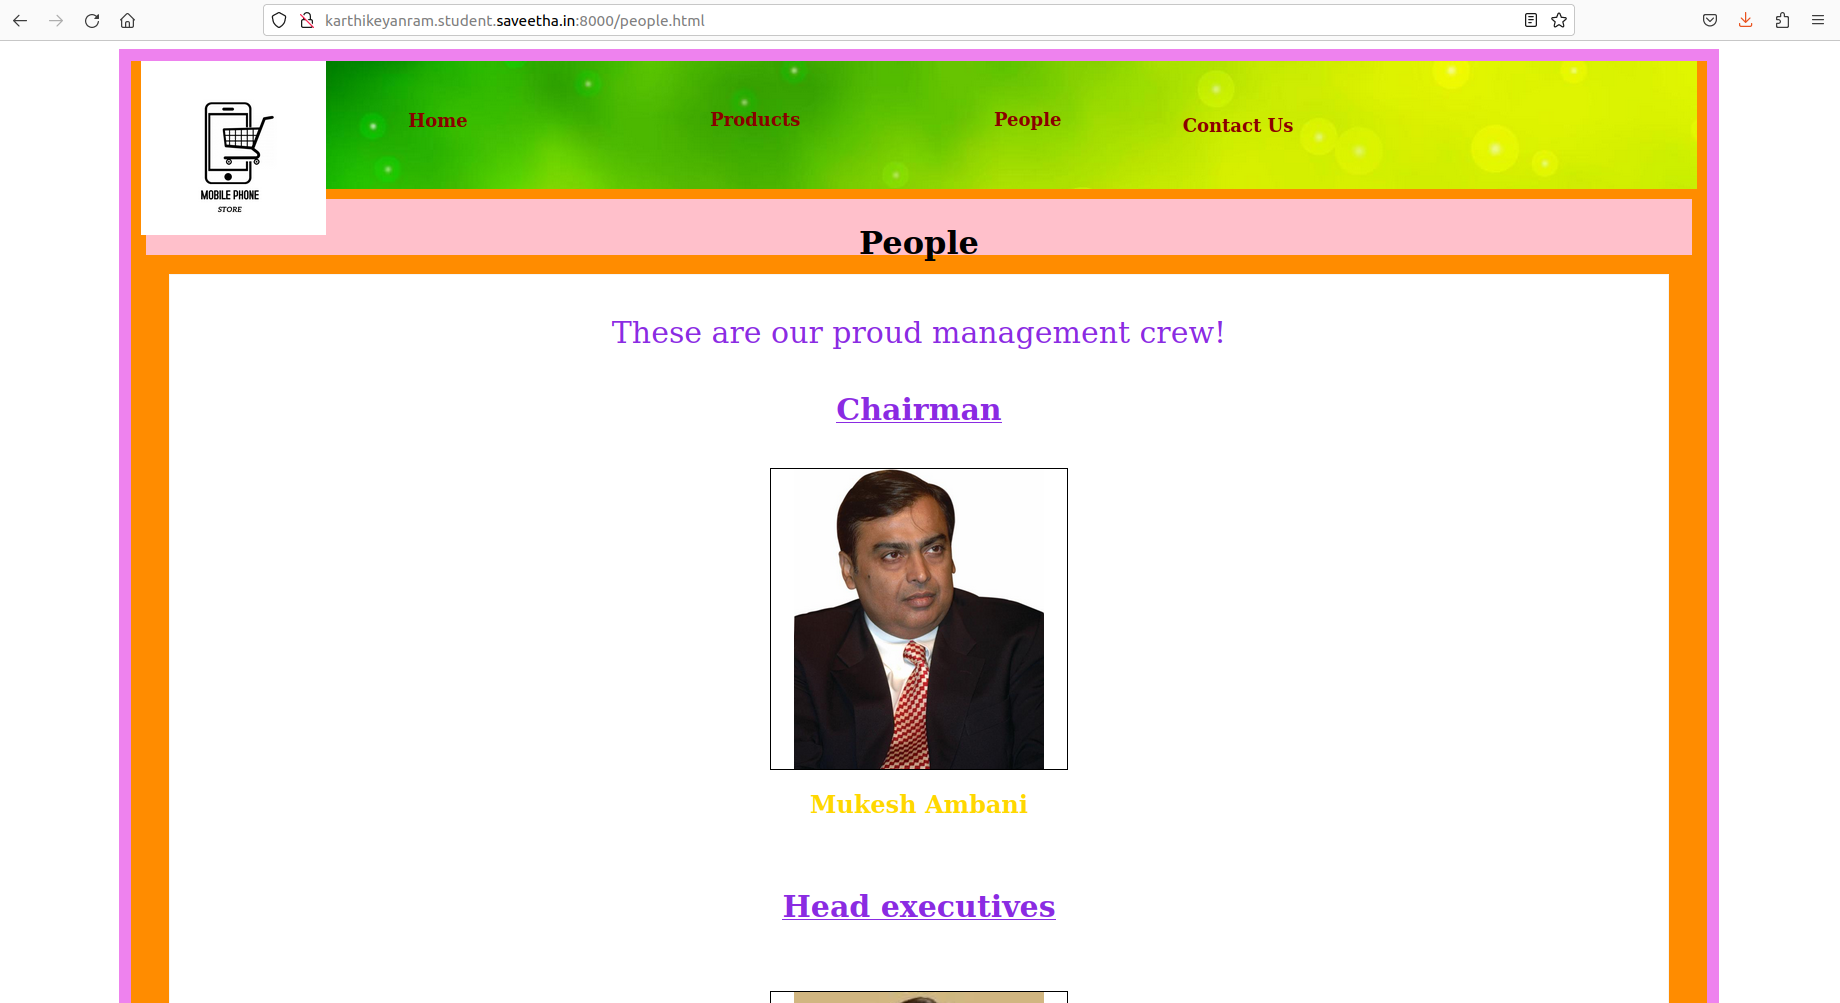 karthikeyanram.student.saveetha.in:8000/people.html
MOBILE PHONE
STORE
Home
Products
People
Contact Us
People
These are our proud management crew!
Chairman
Mukesh Ambani
Head executives